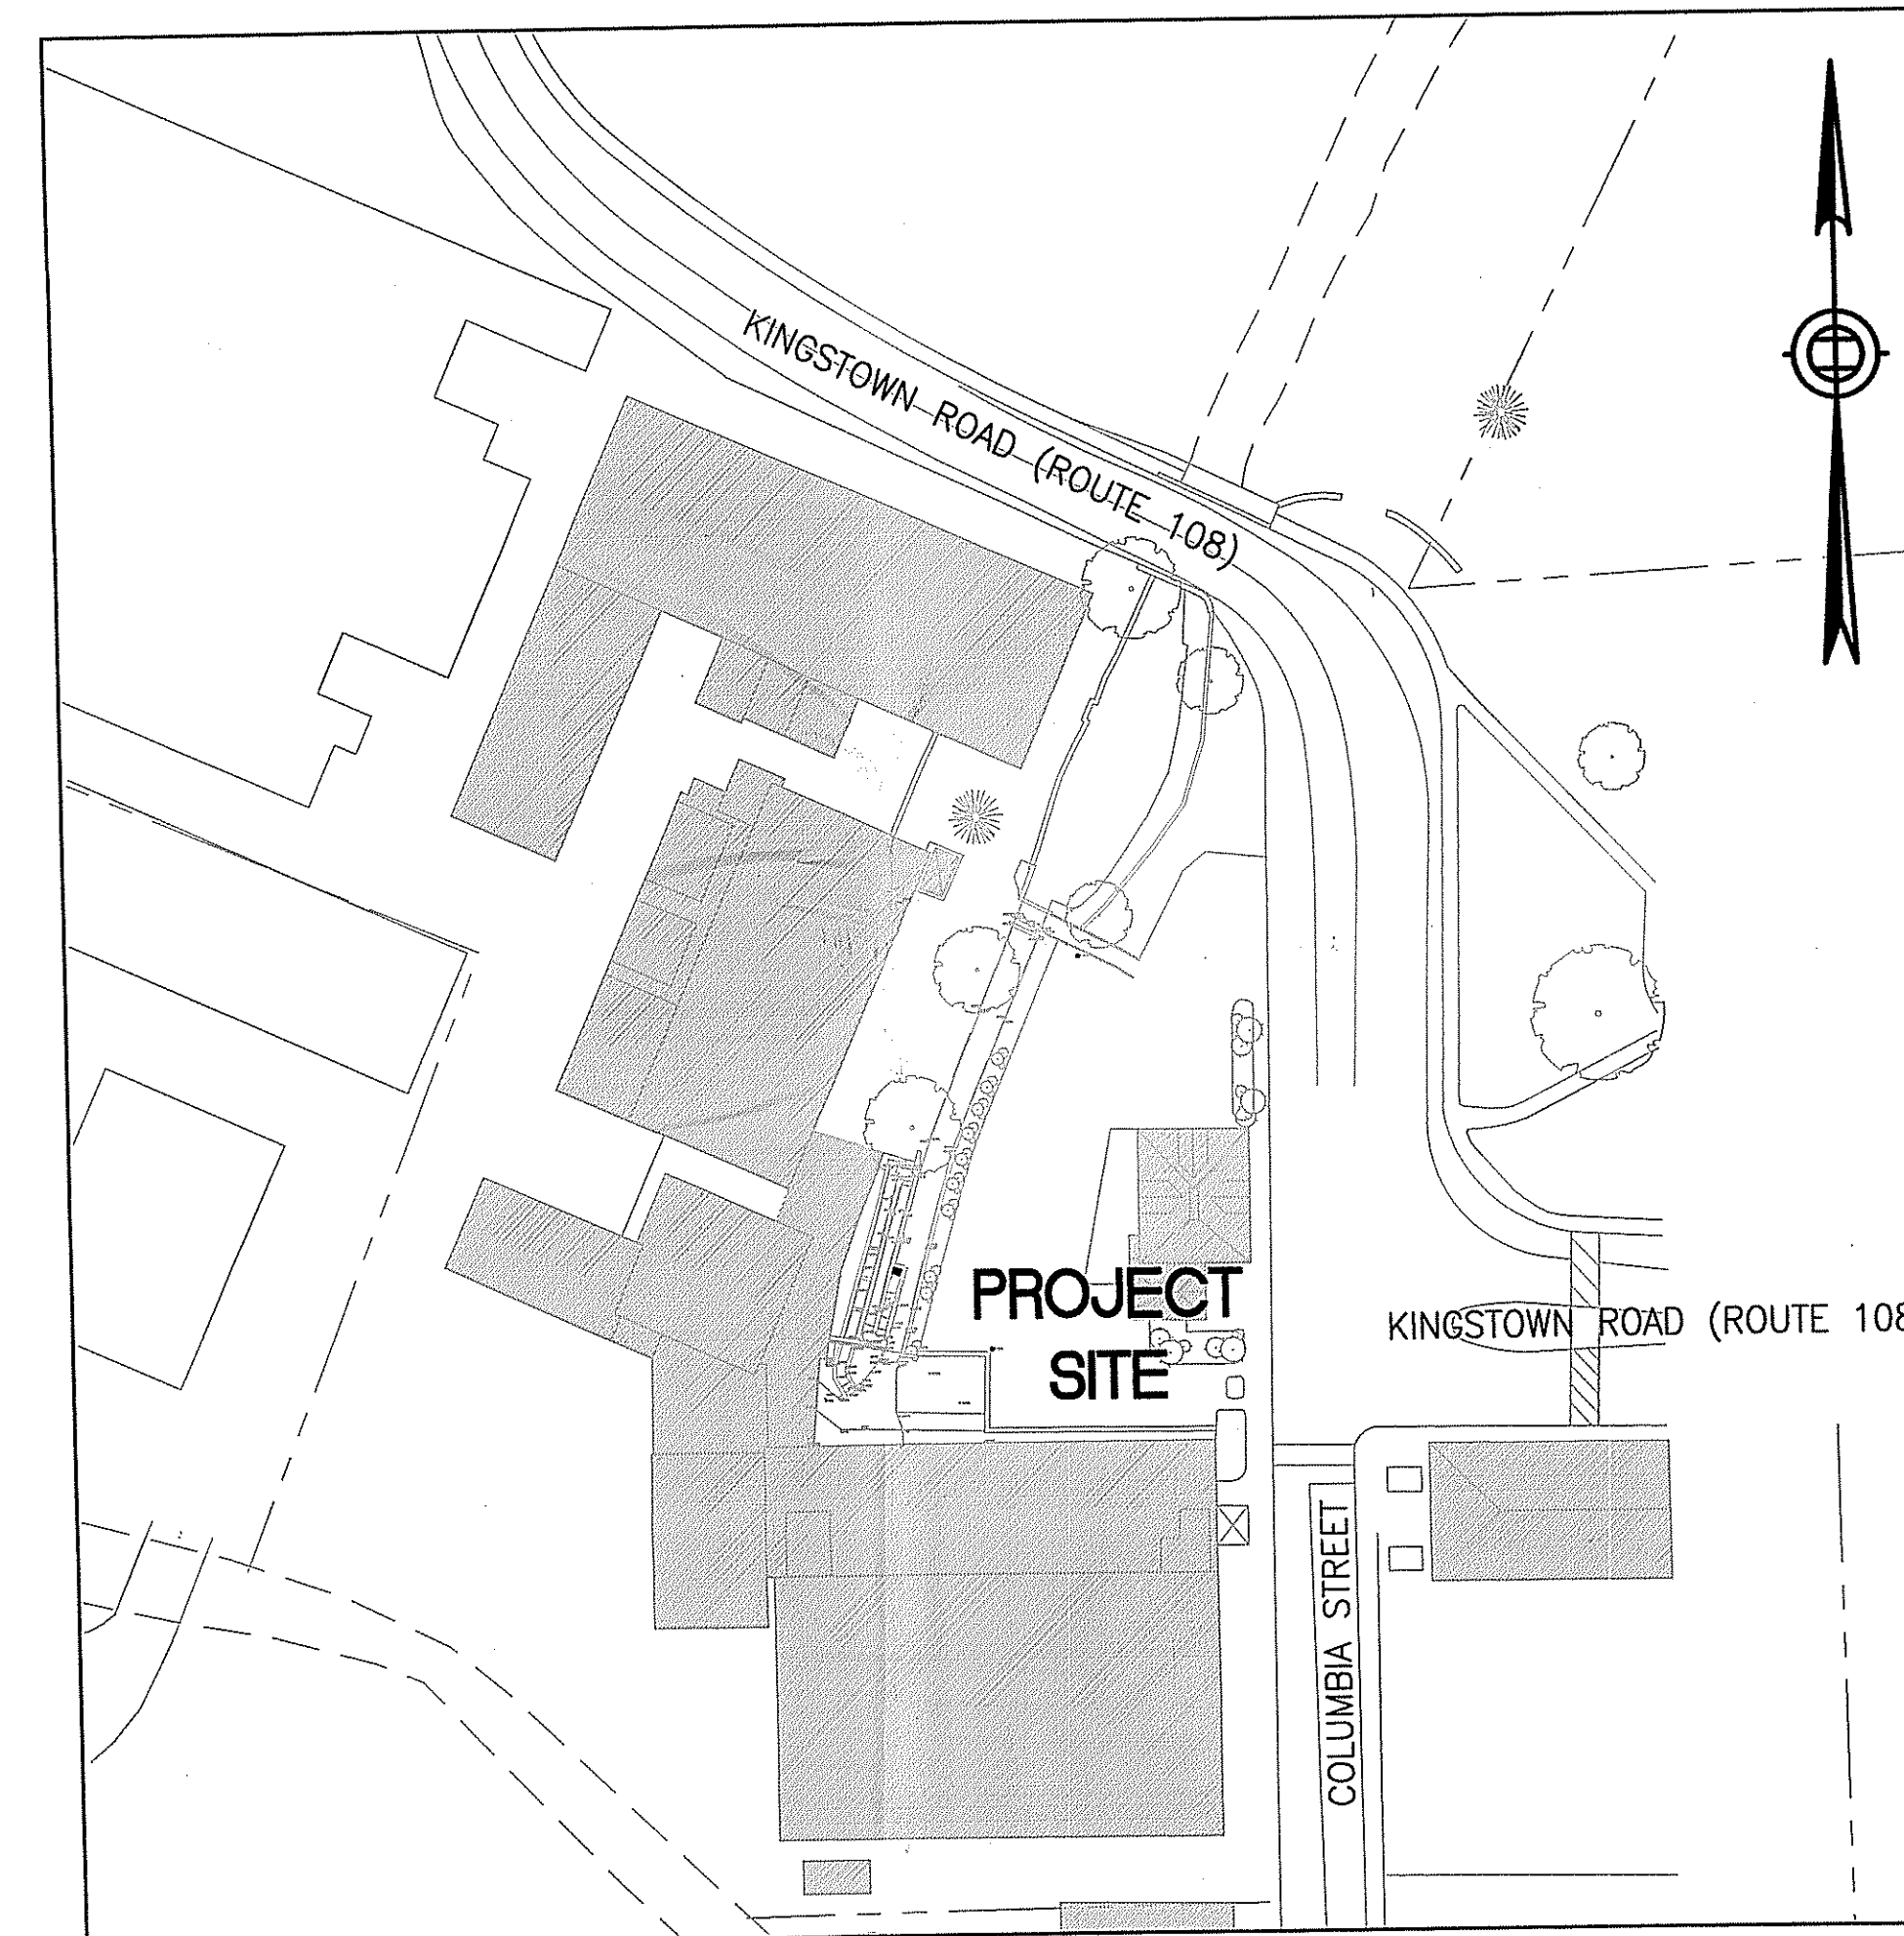 KINGSTOWN ROAD (ROUTE 108)
PROJECT
SITE
KINGSTOWN ROAD (ROUTE 108
COLUMBIA STREET